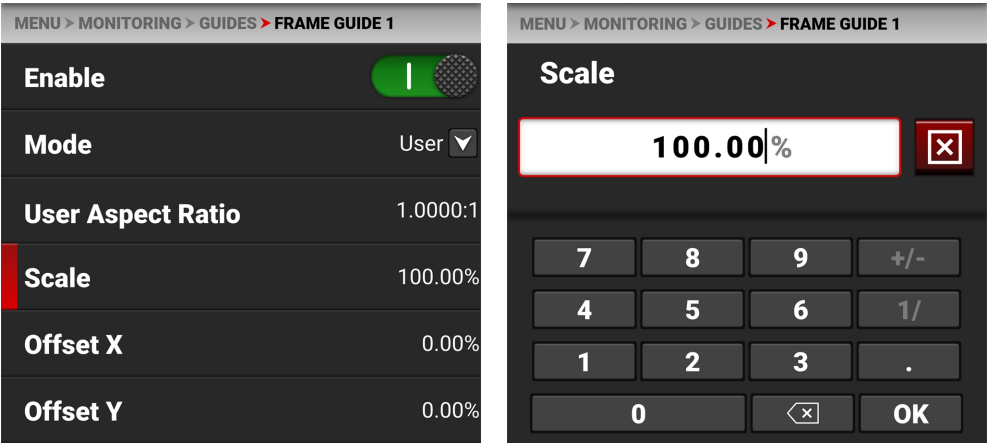 MENU > MONITORING > GUIDES > FRAME GUIDE 1
Enable
Mode User
User Aspect Ratio 1.0000:1
Scale 100.00%
Offset X 0.00%
Offset Y 0.00%
MENU > MONITORING > GUIDES > FRAME GUIDE 1
Scale
100.00%
7 8 9 +/-
4 5 6 1/
1 2 3 .
0 OK